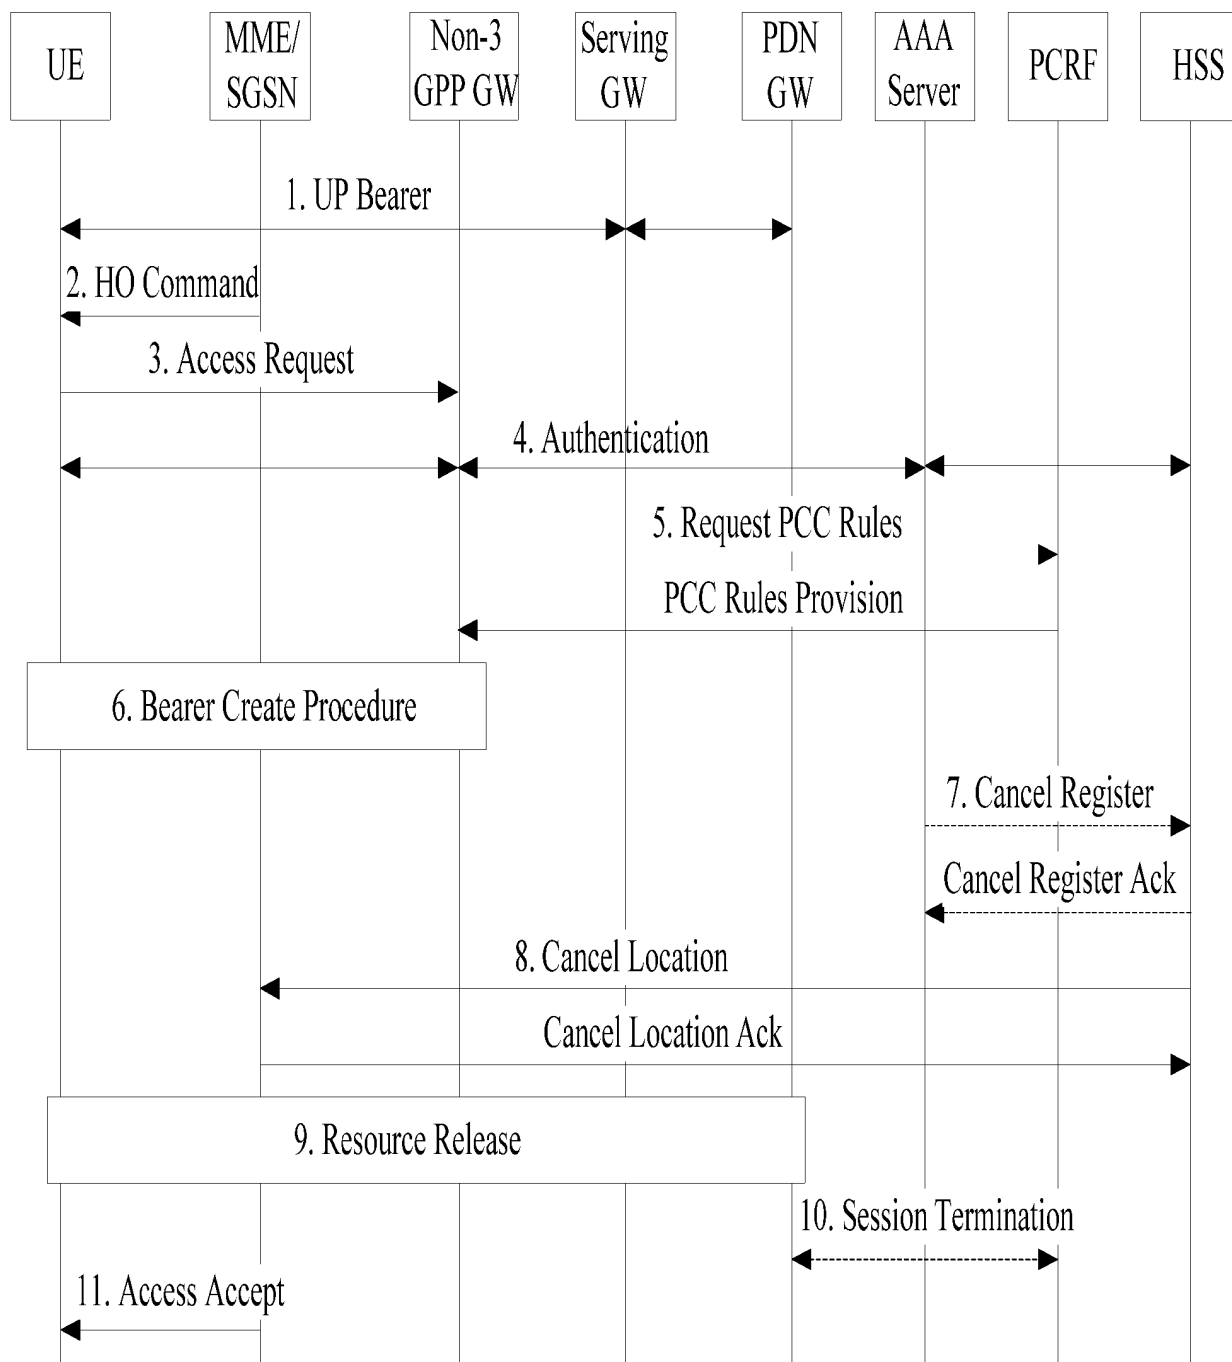 UE
MME/
SGSN
Non-3
GPP GW
Serving
GW
PDN
GW
AAA
Server
PCRF
HSS
1. UP Bearer
2. HO Command
3. Access Request
4. Authentication
5. Request PCC Rules
PCC Rules Provision
6. Bearer Create Procedure
7. Cancel Register
Cancel Register Ack
8. Cancel Location
Cancel Location Ack
9. Resource Release
10. Session Termination
11. Access Accept